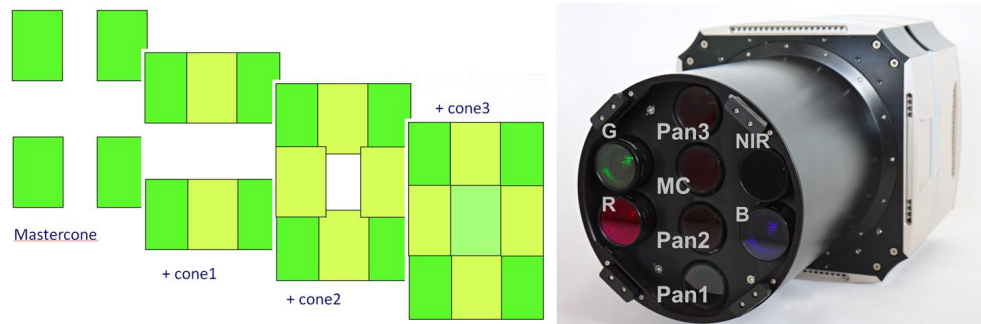 Mastercone
+ cone1
+ cone2
+ cone3
G
Pan3
NIR
MC
R
B
Pan2
Pan1